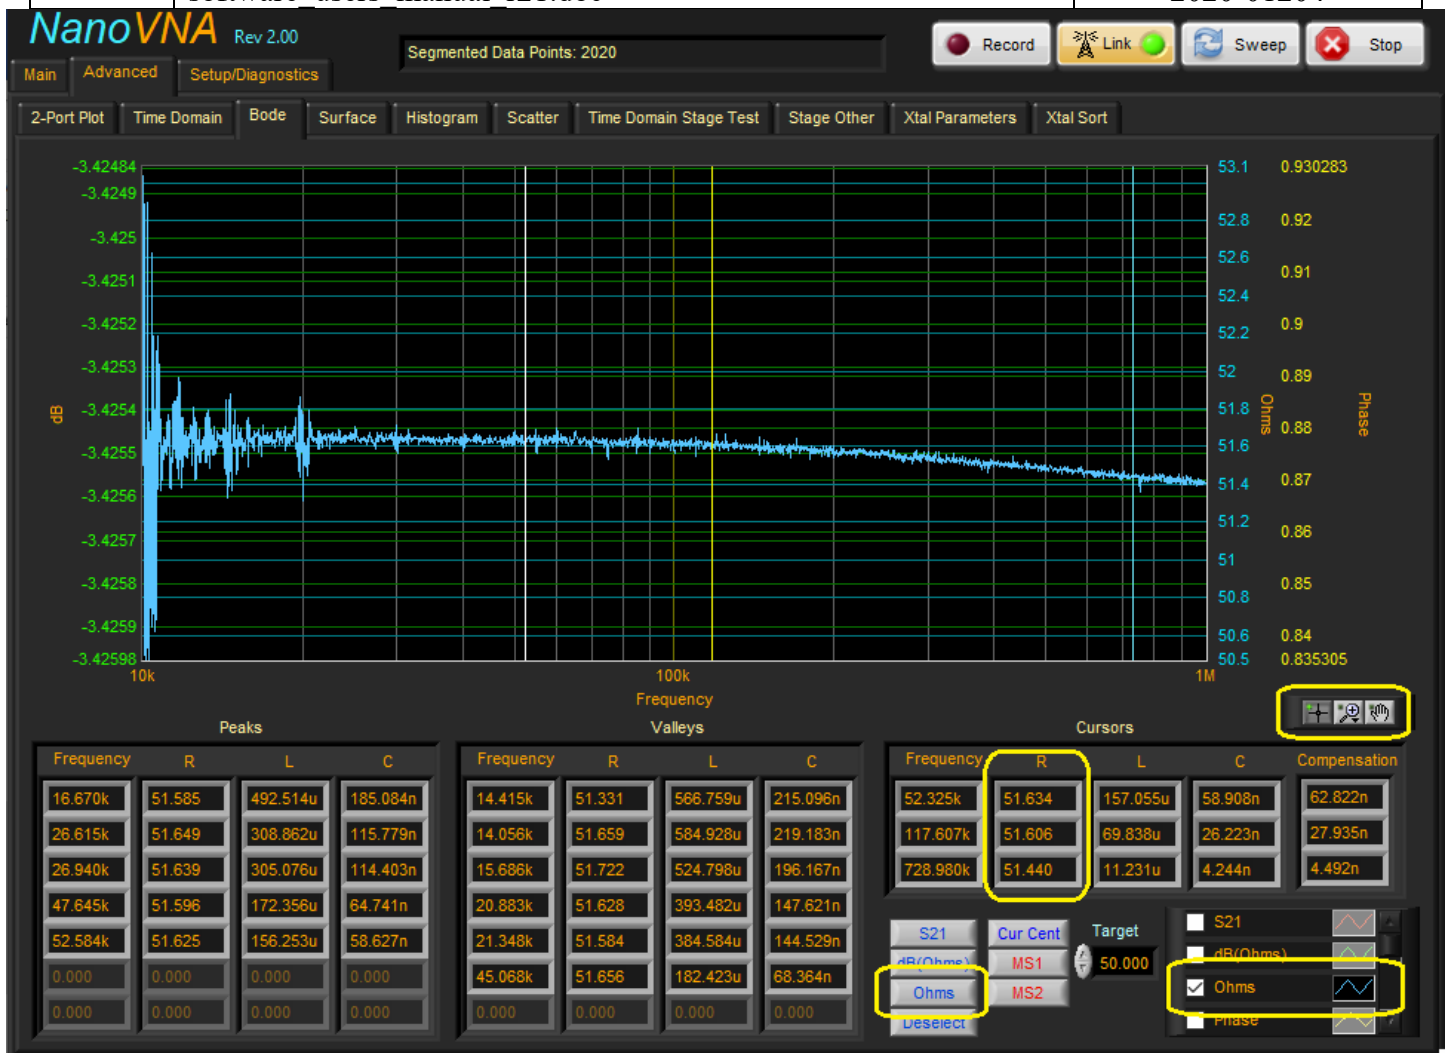 software_users_manual_r21.doc 2020-01204
NanoVNA Rev 2.00
Segmented Data Points: 2020
Record Link Sweep Stop
Main Advanced Setup/Diagnostics
2-Port Plot Time Domain Bode Surface Histogram Scatter Time Domain Stage Test Stage Other Xtal Parameters Xtal Sort
-3.42484 53.1 0.930283
-3.4249
52.8 0.92
-3.425
52.6
-3.4251 0.91
52.4
-3.4252 52.2 0.9
-3.4253 52 0.89
dB -3.4254 51.8 Ohms Phase
0.88
-3.4255 51.6
51.4 0.87
-3.4256
51.2
-3.4257 0.86
51
-3.4258 0.85
50.8
-3.4259 50.6 0.84
-3.42598 50.5 0.835305
10k 100k 1M
Frequency
Peaks Valleys Cursors
Frequency R L C Frequency R L C Frequency R L C Compensation
16.670k 51.585 492.514u 185.084n 14.415k 51.331 566.759u 215.096n 52.325k 51.634 157.055u 58.908n 62.822n
26.615k 51.649 308.862u 115.779n 14.056k 51.659 584.928u 219.183n 117.607k 51.606 69.838u 26.223n 27.935n
26.940k 51.639 305.076u 114.403n 15.686k 51.722 524.798u 196.167n 728.980k 51.440 11.231u 4.244n 4.492n
47.645k 51.596 172.356u 64.741n 20.883k 51.628 393.482u 147.621n
52.584k 51.625 156.253u 58.627n 21.348k 51.584 384.584u 144.529n
0.000 0.000 0.000 0.000 45.068k 51.656 182.423u 68.364n
0.000 0.000 0.000 0.000 0.000 0.000 0.000 0.000
S21 Cur Cent Target S21
dB(Ohms) MS1 50.000 dB(Ohms)
Ohms MS2 Ohms
Deselect Phase